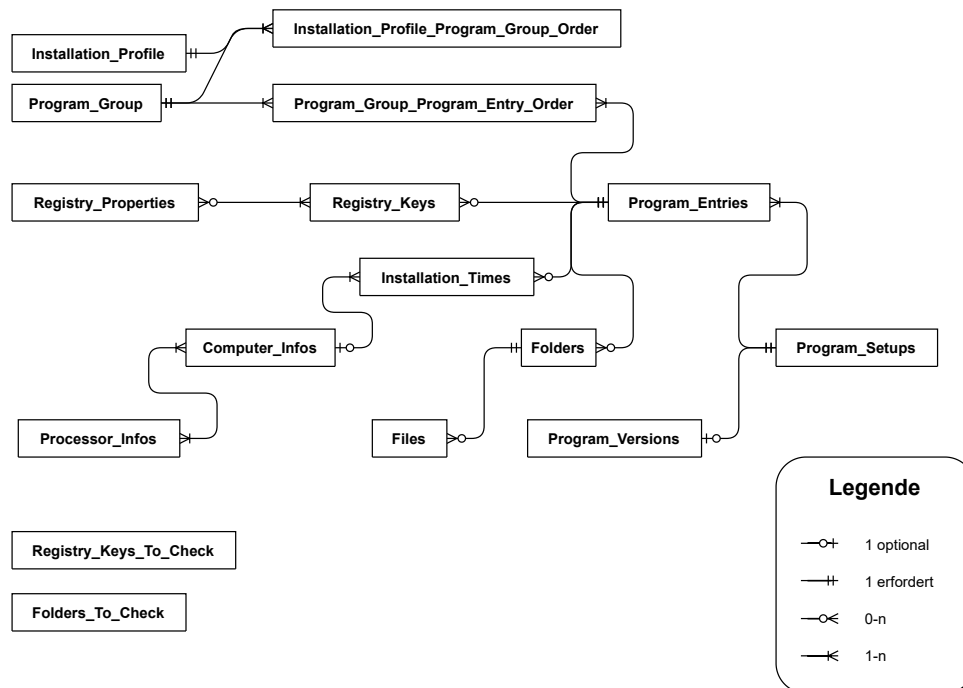 Installation_Profile_Program_Group_Order
Installation_Profile
Program_Group
Program_Group_Program_Entry_Order
Registry_Properties
Registry_Keys
Program_Entries
Installation_Times
Computer_Infos
Folders
Program_Setups
Processor_Infos
Files
Program_Versions
Legende
1 optional
1 erfordert
0-n
1-n
Registry_Keys_To_Check
Folders_To_Check